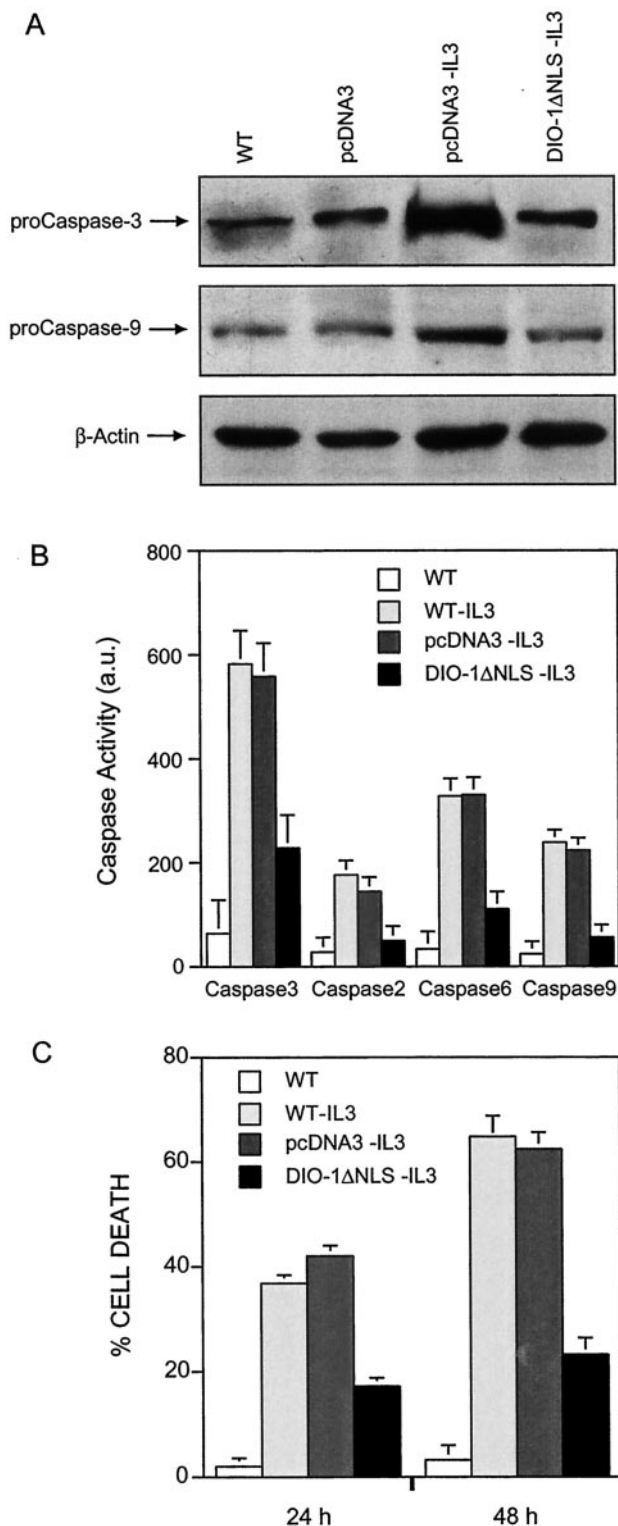 A
WT
pcDNA3
pcDNA3 -IL3
DIO-1ΔNLS -IL3
proCaspase-3
proCaspase-9
β-Actin
B
Caspase Activity (a.u.)
800
600
400
200
0
WT
WT-IL3
pcDNA3 -IL3
DIO-1ΔNLS -IL3
Caspase3 Caspase2 Caspase6 Caspase9
C
% CELL DEATH
80
60
40
20
0
WT
WT-IL3
pcDNA3 -IL3
DIO-1ΔNLS -IL3
24 h 48 h